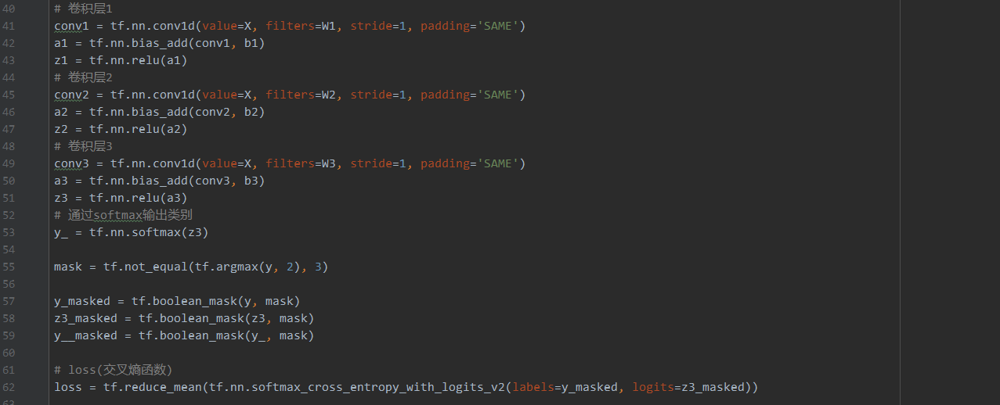 40 # 卷积层1
41 conv1 = tf.nn.conv1d(value=X, filters=W1, stride=1, padding='SAME')
42 a1 = tf.nn.bias_add(conv1, b1)
43 z1 = tf.nn.relu(a1)
44 # 卷积层2
45 conv2 = tf.nn.conv1d(value=X, filters=W2, stride=1, padding='SAME')
46 a2 = tf.nn.bias_add(conv2, b2)
47 z2 = tf.nn.relu(a2)
48 # 卷积层3
49 conv3 = tf.nn.conv1d(value=X, filters=W3, stride=1, padding='SAME')
50 a3 = tf.nn.bias_add(conv3, b3)
51 z3 = tf.nn.relu(a3)
52 # 通过softmax输出类别
53 y_ = tf.nn.softmax(z3)
54
55 mask = tf.not_equal(tf.argmax(y, 2), 3)
56
57 y_masked = tf.boolean_mask(y, mask)
58 z3_masked = tf.boolean_mask(z3, mask)
59 y__masked = tf.boolean_mask(y_, mask)
60
61 # loss(交叉熵函数)
62 loss = tf.reduce_mean(tf.nn.softmax_cross_entropy_with_logits_v2(labels=y_masked, logits=z3_masked))
63